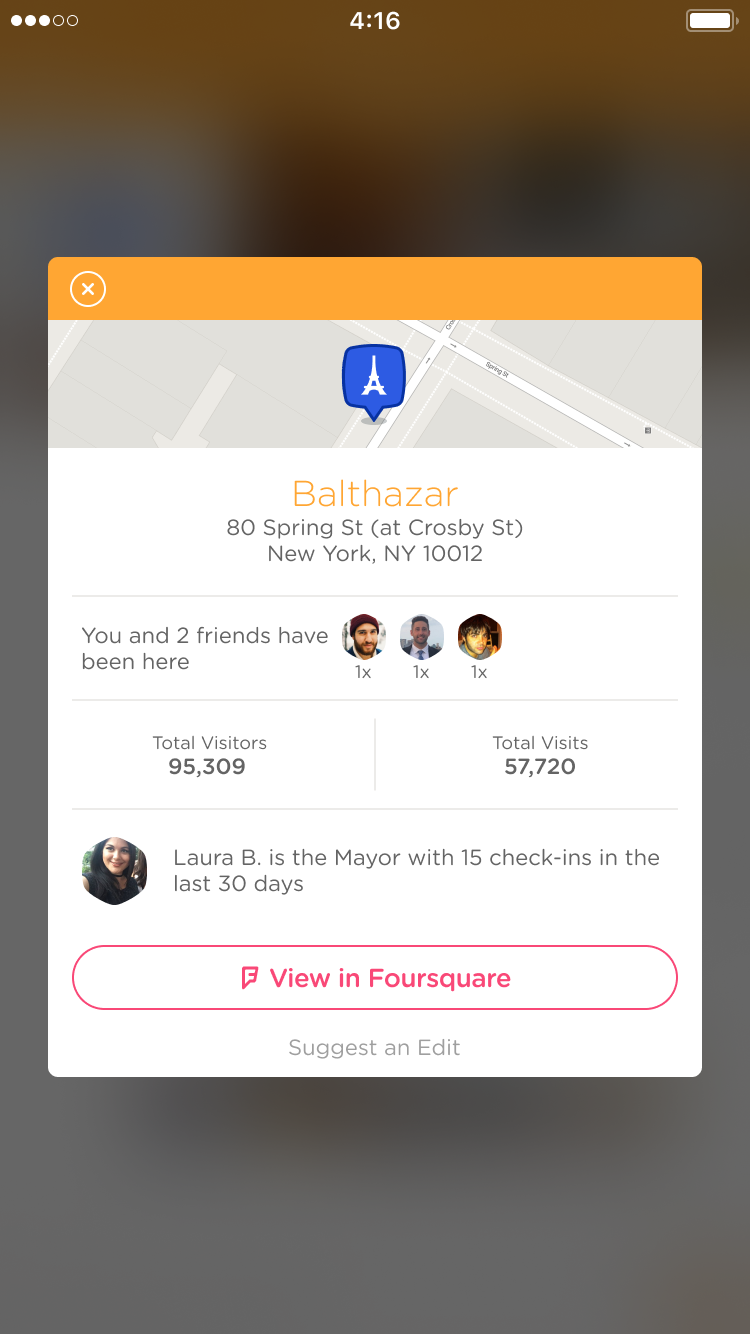 4:16
Spring St
Balthazar
80 Spring St (at Crosby St)
New York, NY 10012
You and 2 friends have
been here
1x 1x 1x
Total Visitors Total Visits
95,309 57,720
Laura B. is the Mayor with 15 check-ins in the
last 30 days
View in Foursquare
Suggest an Edit